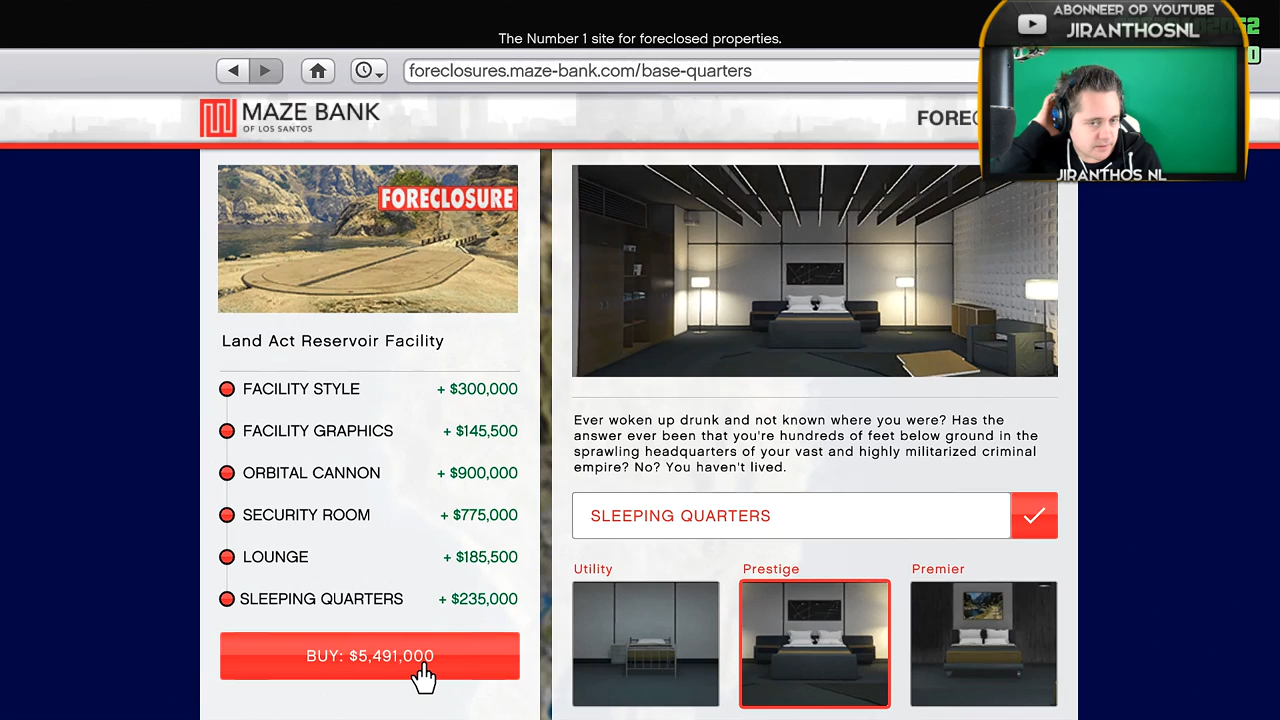 ABONNEER OP YOUTUBE
JIRANTHOSNL
The Number 1 site for foreclosed properties.
foreclosures.maze-bank.com/base-quarters
MAZE BANK
OF LOS SANTOS
FOREC
JIRANTHOS NL
FORECLOSURE
Land Act Reservoir Facility
FACILITY STYLE + $300,000
FACILITY GRAPHICS + $145,500
ORBITAL CANNON + $900,000
SECURITY ROOM + $775,000
LOUNGE + $185,500
SLEEPING QUARTERS + $235,000
BUY: $5,491,000
Ever woken up drunk and not known where you were? Has the
answer ever been that you're hundreds of feet below ground in the
sprawling headquarters of your vast and highly militarized criminal
empire? No? You haven't lived.
SLEEPING QUARTERS
Utility Prestige Premier